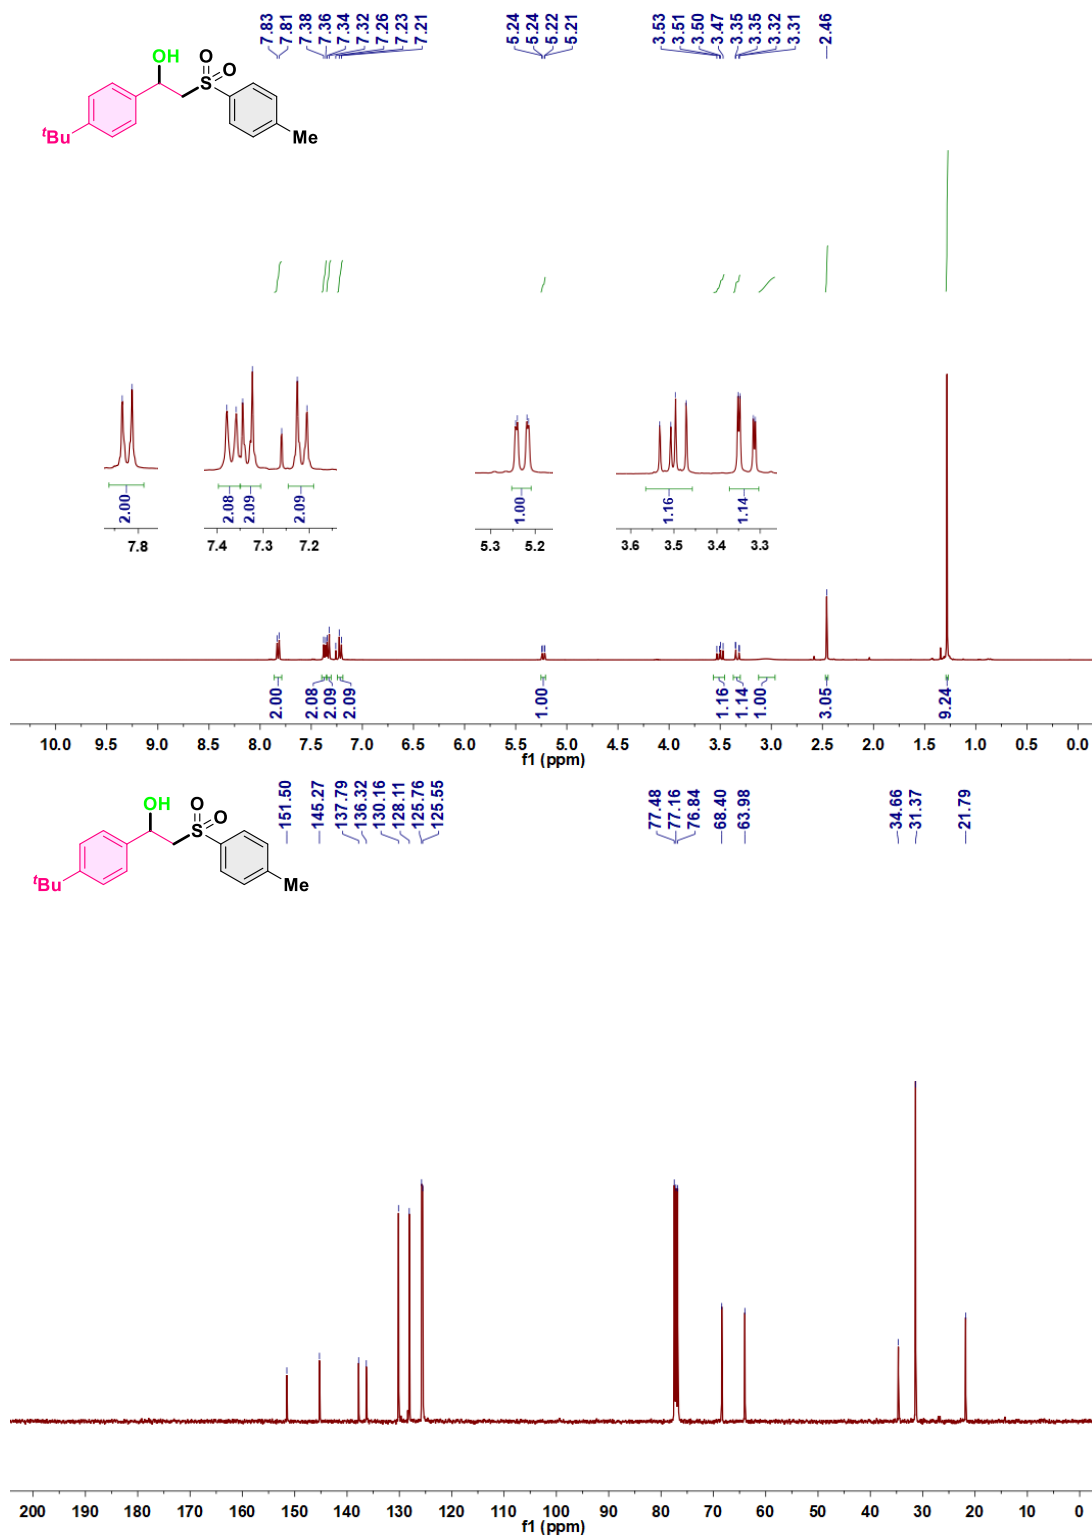 7.83 7.81 7.38 7.36 7.34 7.32 7.26 7.23 7.21 5.24 5.24 5.22 5.21 3.53 3.51 3.50 3.47 3.35 3.35 3.32 3.31 2.46
OH O O S
tBu Me
2.00 2.08 2.09 2.09 1.00 1.16 1.14
7.8 7.4 7.3 7.2 5.3 5.2 3.6 3.5 3.4 3.3
2.00 2.08 2.09 2.09 1.00 1.16 1.14 1.00 3.05 9.24
10.0 9.5 9.0 8.5 8.0 7.5 7.0 6.5 6.0 5.5 5.0 4.5 4.0 3.5 3.0 2.5 2.0 1.5 1.0 0.5 0.0
f1 (ppm)
151.50 145.27 137.79 136.32 130.16 128.11 125.76 125.55 77.48 77.16 76.84 68.40 63.98 34.66 31.37 21.79
OH O O S
tBu Me
200 190 180 170 160 150 140 130 120 110 100 90 80 70 60 50 40 30 20 10 0
f1 (ppm)